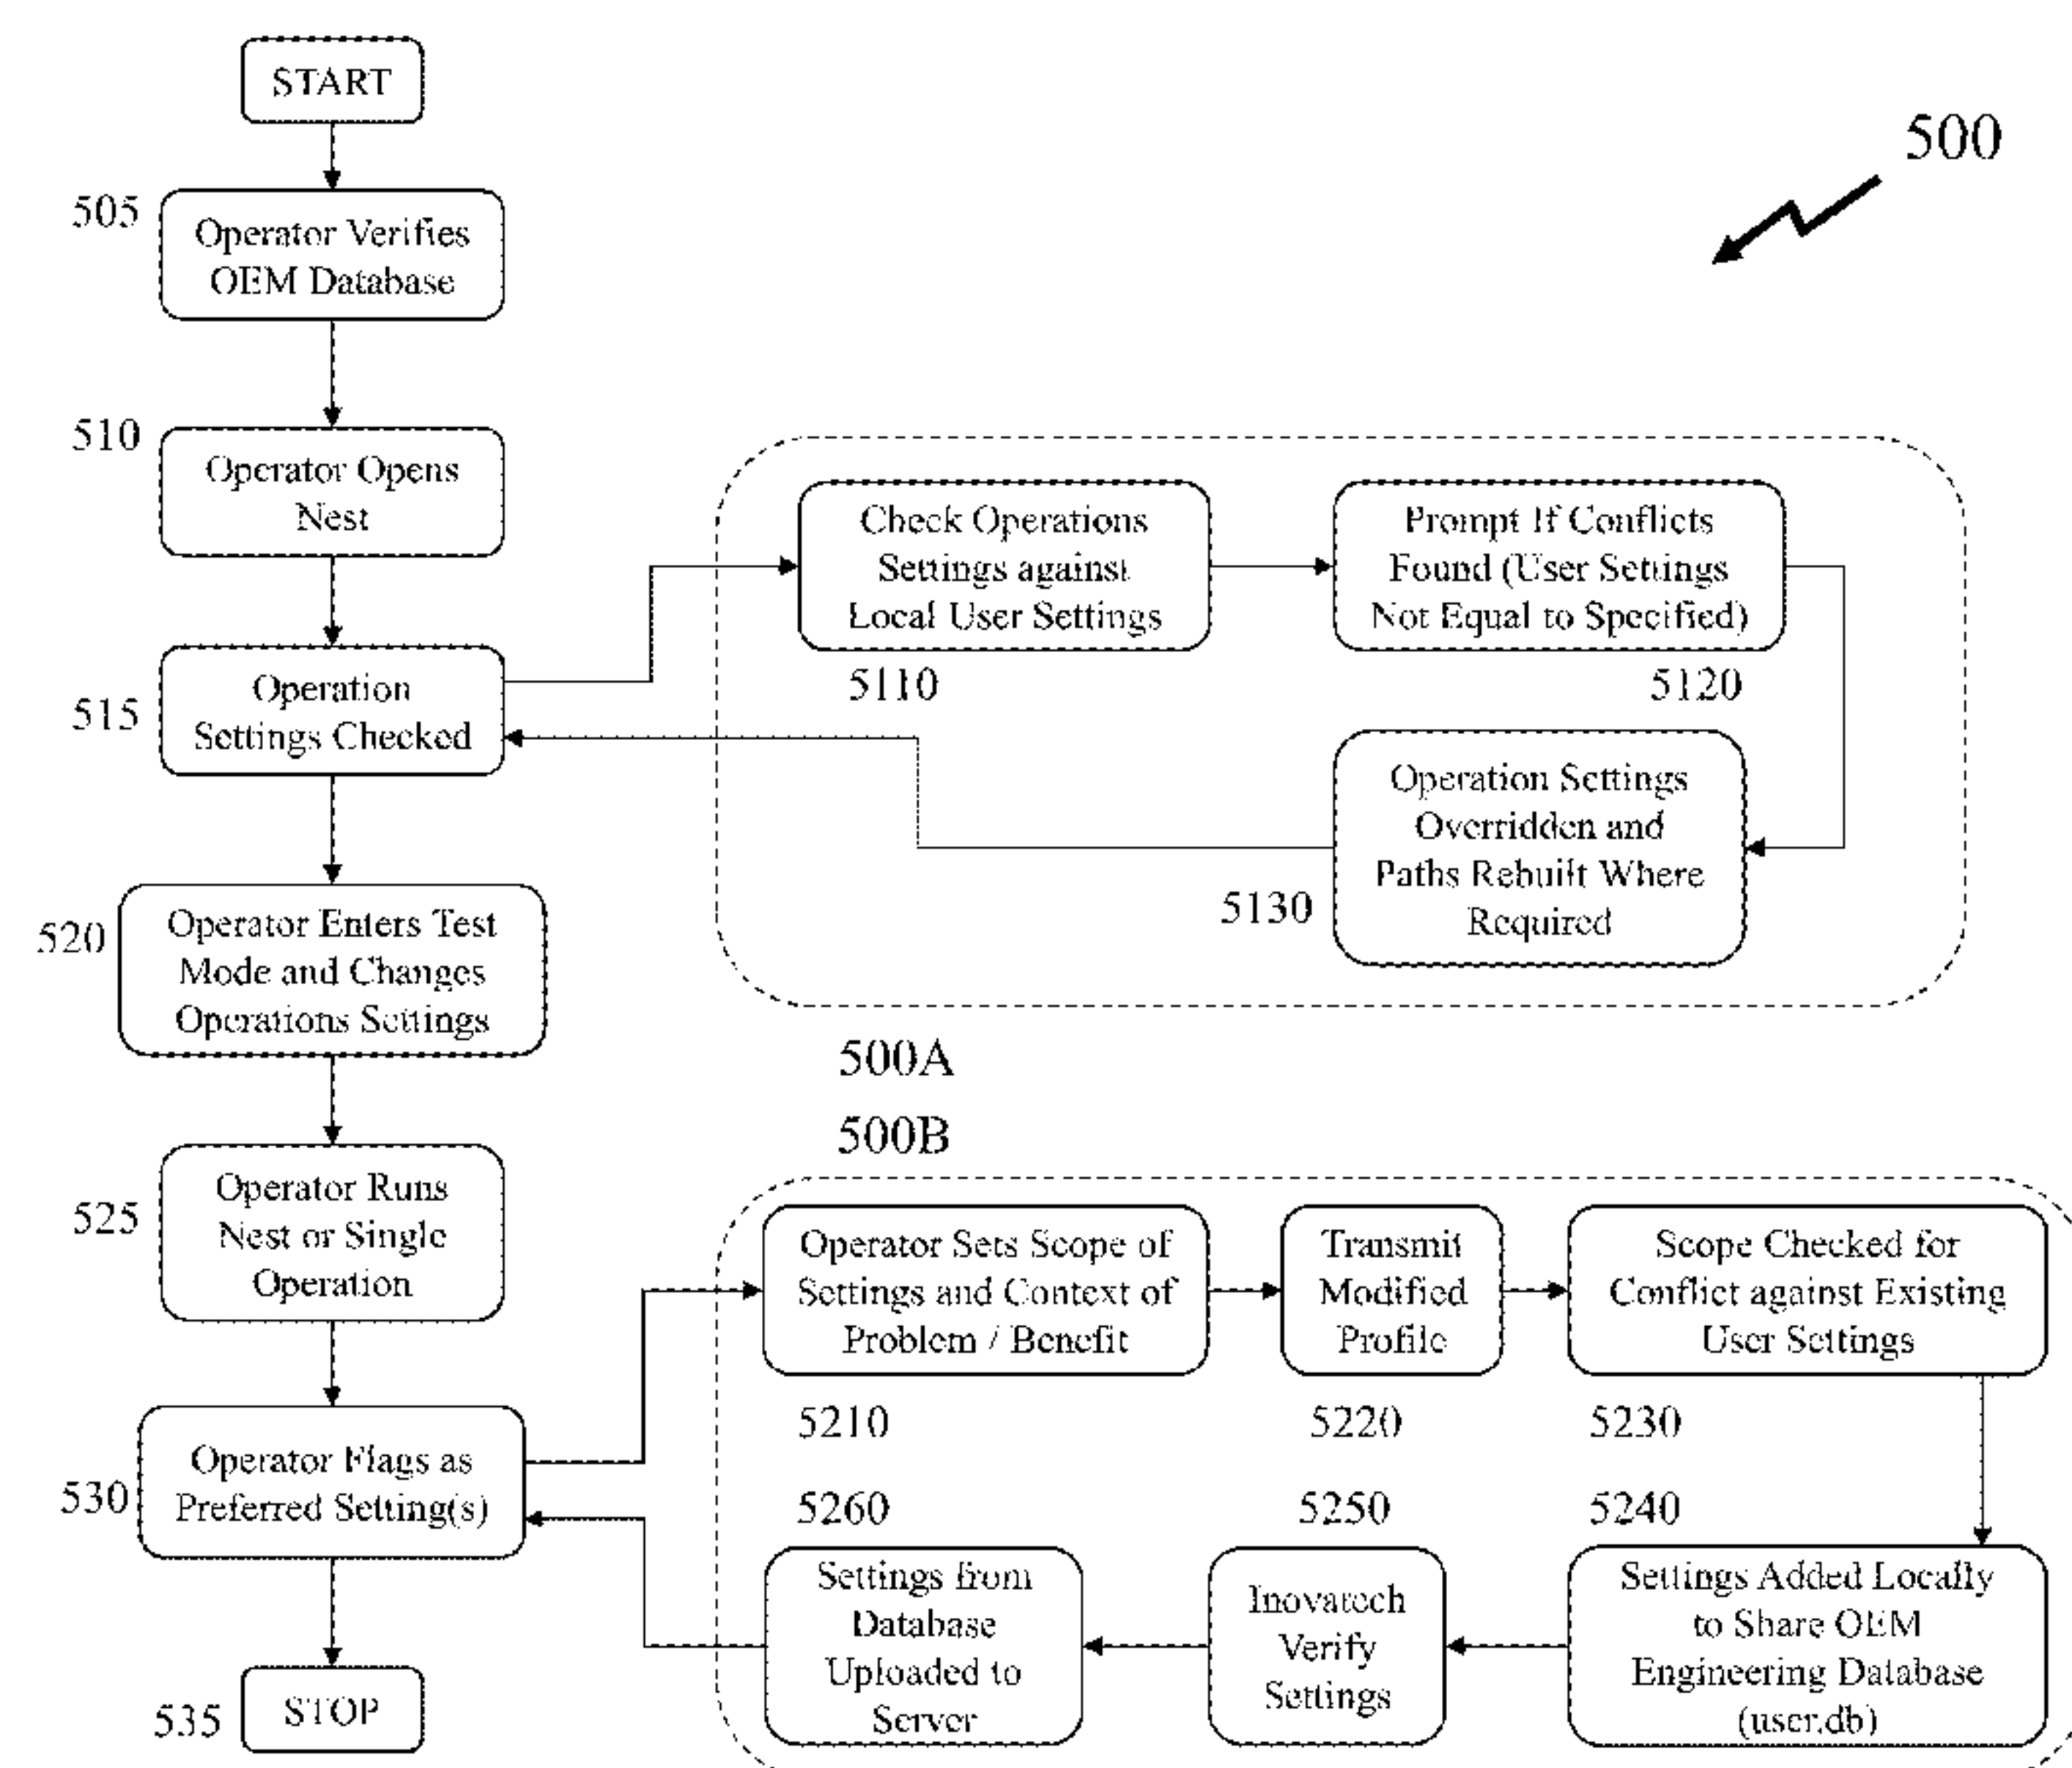 START
500
505
Operator Verifies
OEM Database
510
Operator Opens
Nest
Check Operations
Settings against
Local User Settings
5110
Prompt If Conflicts
Found (User Settings
Not Equal to Specified)
5120
515
Operation
Settings Checked
Operation Settings
Overridden and
Paths Rebuilt Where
Required
5130
520
Operator Enters Test
Mode and Changes
Operations Settings
500A
500B
525
Operator Runs
Nest or Single
Operation
Operator Sets Scope of
Settings and Context of
Problem / Benefit
5210
Transmit
Modified
Profile
5220
Scope Checked for
Conflict against Existing
User Settings
5230
530
Operator Flags as
Preferred Setting(s)
5260
Settings from
Database
Uploaded to
Server
5250
Inovatech
Verify
Settings
5240
Settings Added Locally
to Share OEM
Engineering Database
(user.db)
535
STOP